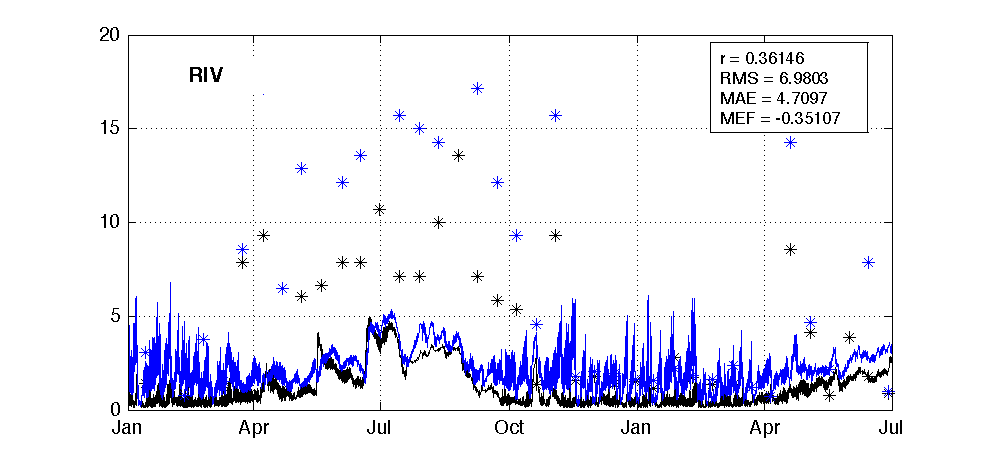 20
RIV
r = 0.36146
RMS = 6.9803
MAE = 4.7097
MEF = -0.35107
15
10
5
0
Jan Apr Jul Oct Jan Apr Jul